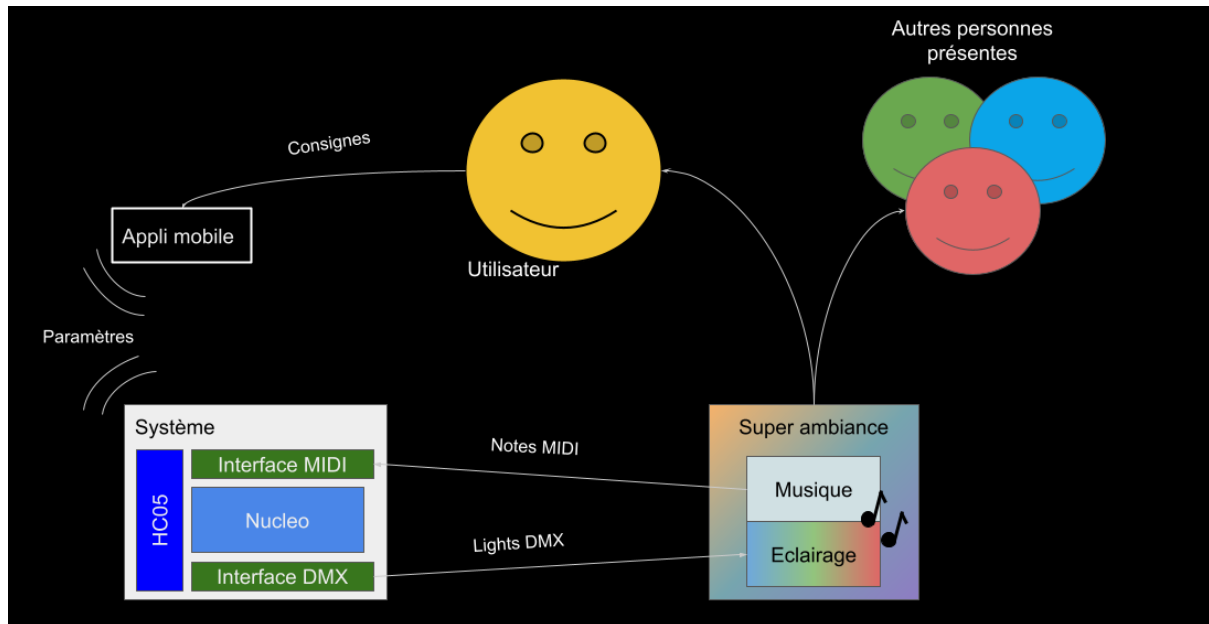 Autres personnes
présentes
Consignes
Appli mobile
Utilisateur
Paramètres
Système
HC05
Interface MIDI
Nucleo
Interface DMX
Notes MIDI
Lights DMX
Super ambiance
Musique
Eclairage